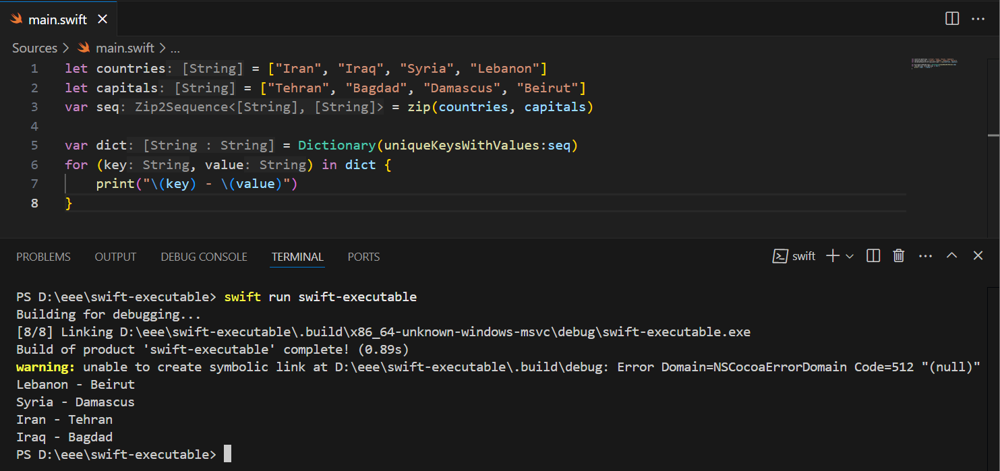 main.swift
Sources > main.swift > ...
1 let countries: [String] = ["Iran", "Iraq", "Syria", "Lebanon"]
2 let capitals: [String] = ["Tehran", "Bagdad", "Damascus", "Beirut"]
3 var seq: Zip2Sequence<[String], [String]> = zip(countries, capitals)
4
5 var dict: [String : String] = Dictionary(uniqueKeysWithValues:seq)
6 for (key: String, value: String) in dict {
7     print("\(key) - \(value)")
8 }
PROBLEMS OUTPUT DEBUG CONSOLE TERMINAL PORTS swift
PS D:\eee\swift-executable> swift run swift-executable
Building for debugging...
[8/8] Linking D:\eee\swift-executable\.build\x86_64-unknown-windows-msvc\debug\swift-executable.exe
Build of product 'swift-executable' complete! (0.89s)
warning: unable to create symbolic link at D:\eee\swift-executable\.build\debug: Error Domain=NSCocoaErrorDomain Code=512 "(null)"
Lebanon - Beirut
Syria - Damascus
Iran - Tehran
Iraq - Bagdad
PS D:\eee\swift-executable>